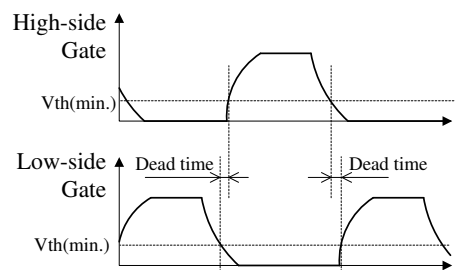 High-side
Gate
Vth(min.)
Low-side
Gate
Dead time
Dead time
Vth(min.)